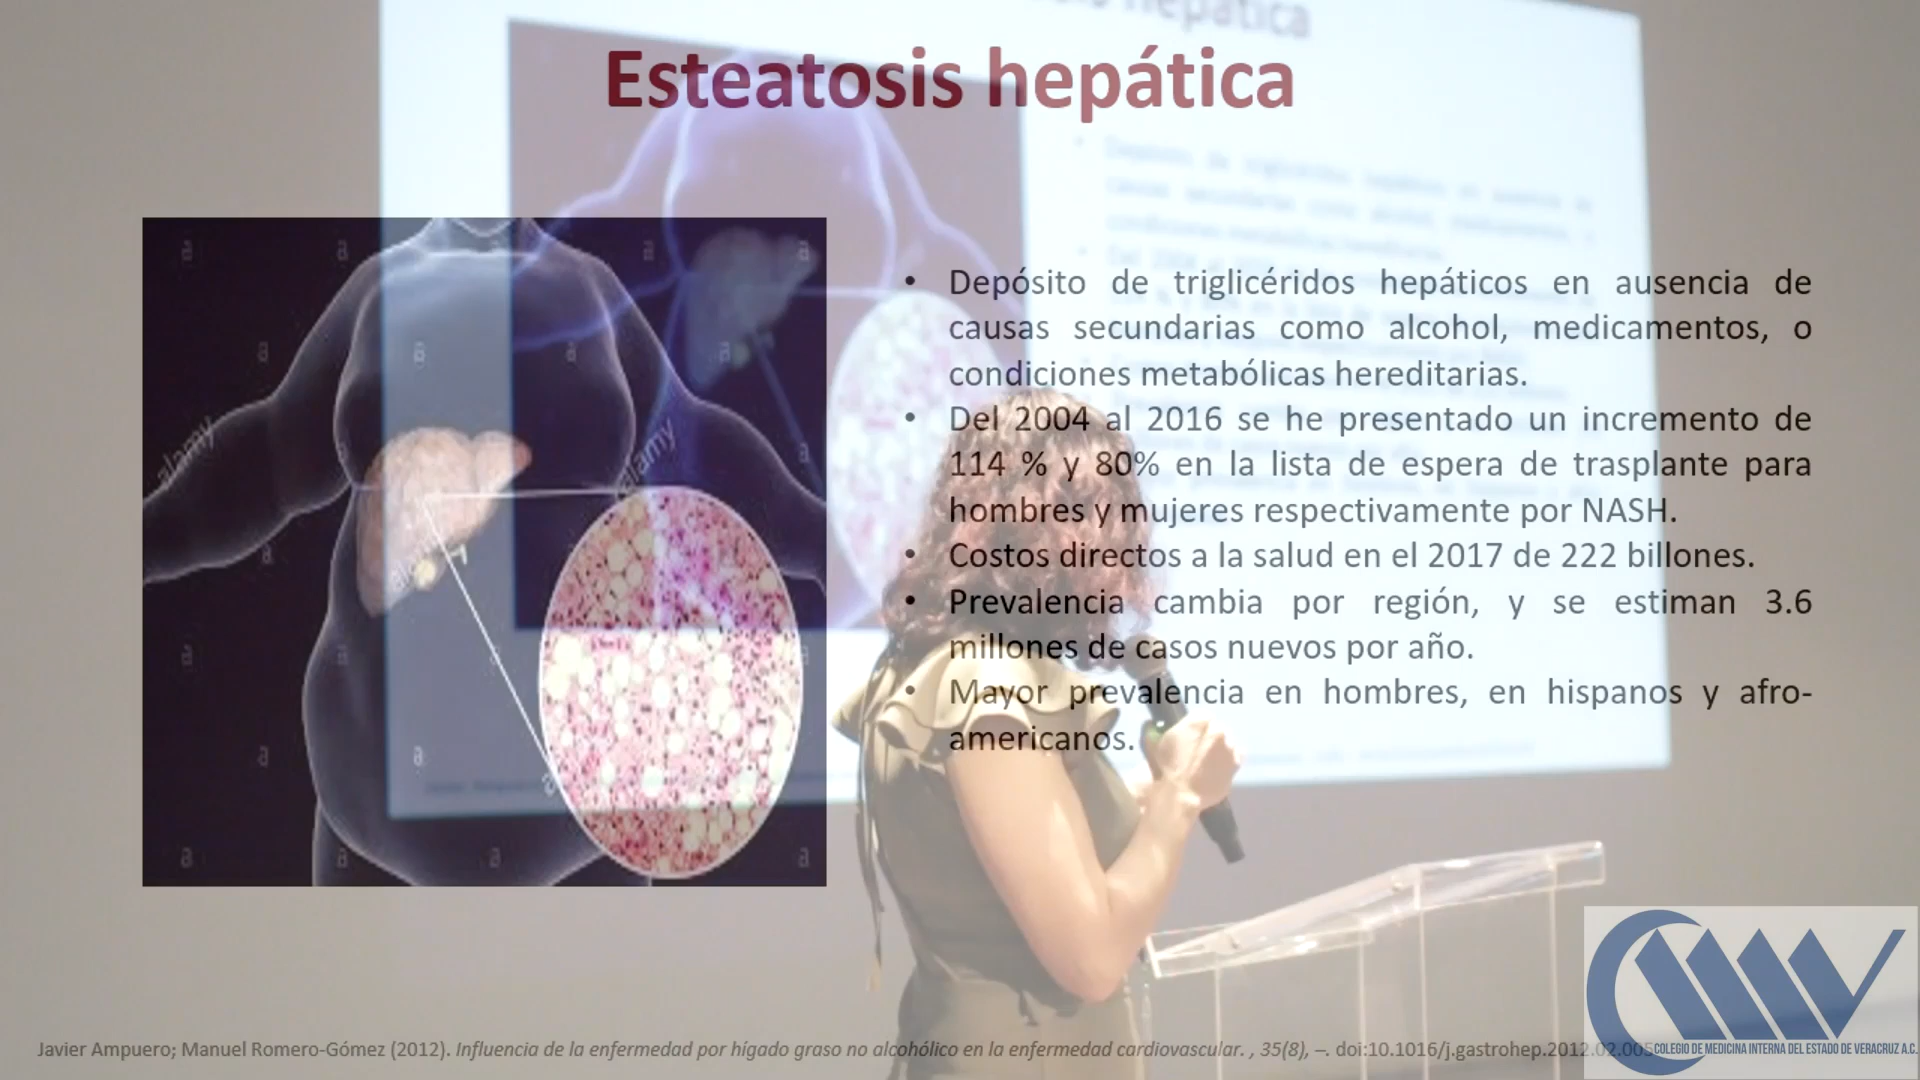 hepática
Esteatosis hepática
Depósito de triglicéridos hepáticos en ausencia de
causas secundarias como alcohol, medicamentos, o
condiciones metabólicas hereditarias.
Del 2004 al 2016 se he presentado un incremento de
114 % y 80% en la lista de espera de trasplante para
hombres y mujeres respectivamente por NASH.
Costos directos a la salud en el 2017 de 222 billones.
Prevalencia cambia por región, y se estiman 3.6
millones de casos nuevos por año.
Mayor prevalencia en hombres, en hispanos y afro-
americanos.
alamy
alamy
Javier Ampuero; Manuel Romero-Gómez (2012). Influencia de la enfermedad por hígado graso no alcohólico en la enfermedad cardiovascular. , 35(8), –. doi:10.1016/j.gastrohep.2012.02.005
COLEGIO DE MEDICINA INTERNA DEL ESTADO DE VERACRUZ A.C.